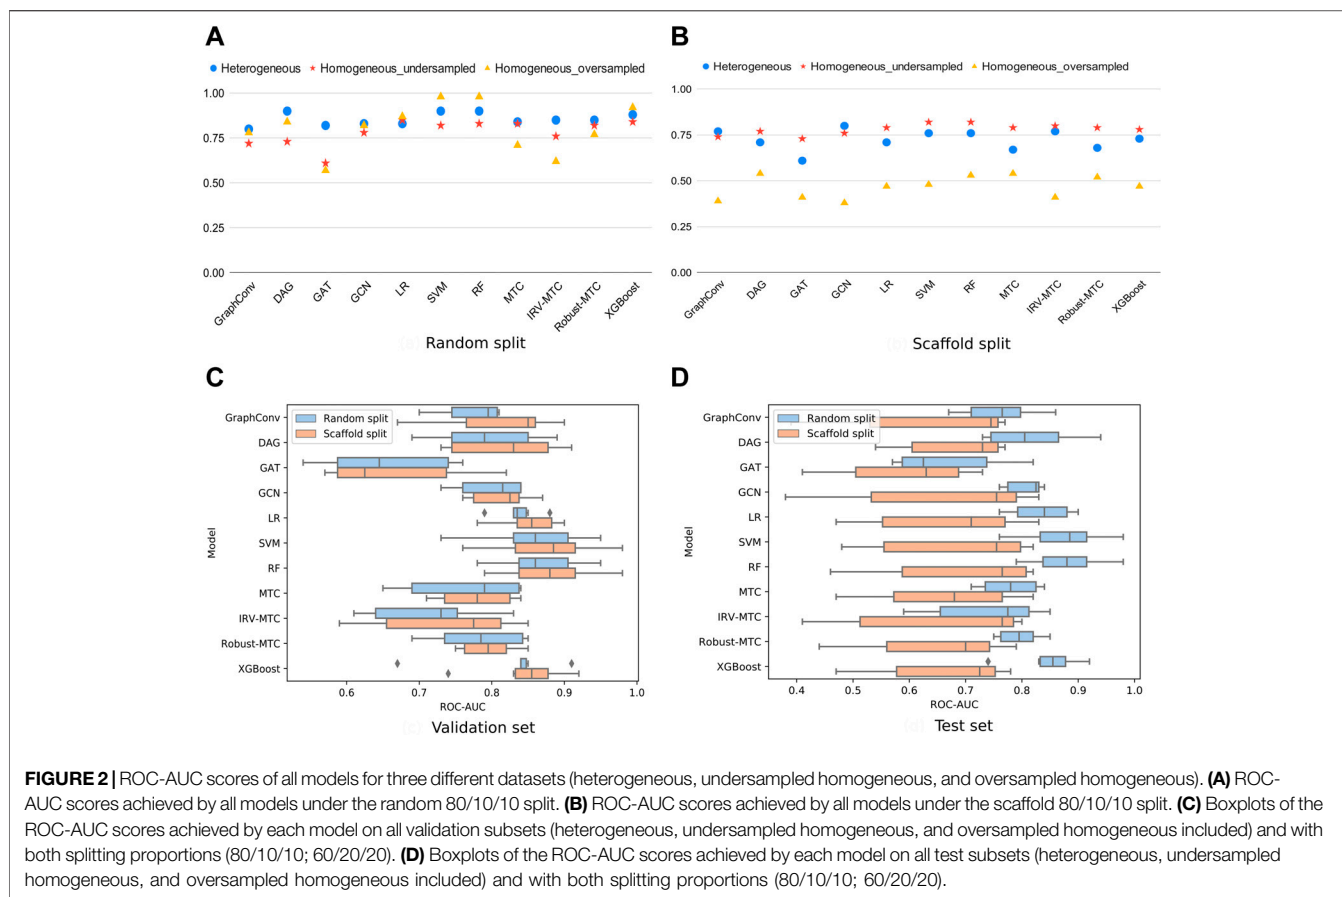 A
B
Heterogeneous Homogeneous_undersampled Homogeneous_oversampled
Heterogeneous Homogeneous_undersampled Homogeneous_oversampled
1.00
0.75
0.50
0.25
0.00
GraphConv DAG GAT GCN LR SVM RF MTC IRV-MTC Robust-MTC XGBoost
Random split
1.00
0.75
0.50
0.25
0.00
GraphConv DAG GAT GCN LR SVM RF MTC IRV-MTC Robust-MTC XGBoost
(b) Scaffold split
C
D
Random split
Scaffold split
GraphConv
DAG
GAT
GCN
LR
SVM
RF
MTC
IRV-MTC
Robust-MTC
XGBoost
Model
0.6 0.7 0.8 0.9 1.0
ROC-AUC
(c) Validation set
Random split
Scaffold split
GraphConv
DAG
GAT
GCN
LR
SVM
RF
MTC
IRV-MTC
Robust-MTC
XGBoost
Model
0.4 0.5 0.6 0.7 0.8 0.9 1.0
ROC-AUC
Test set
FIGURE 2 | ROC-AUC scores of all models for three different datasets (heterogeneous, undersampled homogeneous, and oversampled homogeneous). (A) ROC-
AUC scores achieved by all models under the random 80/10/10 split. (B) ROC-AUC scores achieved by all models under the scaffold 80/10/10 split. (C) Boxplots of the
ROC-AUC scores achieved by each model on all validation subsets (heterogeneous, undersampled homogeneous, and oversampled homogeneous included) and with
both splitting proportions (80/10/10; 60/20/20). (D) Boxplots of the ROC-AUC scores achieved by each model on all test subsets (heterogeneous, undersampled
homogeneous, and oversampled homogeneous included) and with both splitting proportions (80/10/10; 60/20/20).